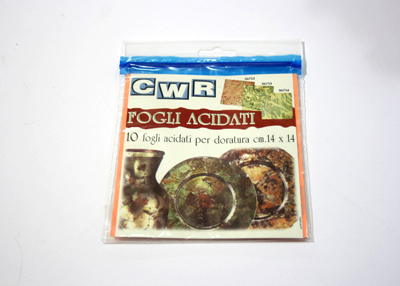 CWR
FOGLI ACIDATI
10 fogli acidati per doratura cm.14 x 14